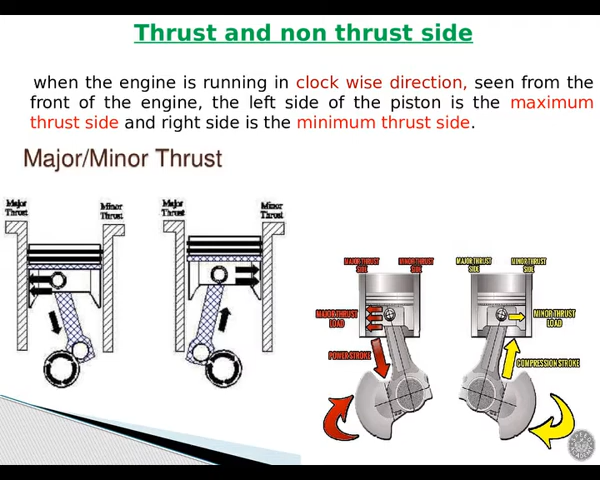 Thrust and non thrust side
when the engine is running in clock wise direction, seen from the
front of the engine, the left side of the piston is the maximum
thrust side and right side is the minimum thrust side.
Major/Minor Thrust
Major
Thrust
Minor
Thrust
Major
Thrust
Minor
Thrust
MAJOR THRUST
SIDE
MINOR THRUST
SIDE
MAJOR THRUST
SIDE
MINOR THRUST
SIDE
MAJOR THRUST
LOAD
MINOR THRUST
LOAD
POWER STROKE
COMPRESSION STROKE